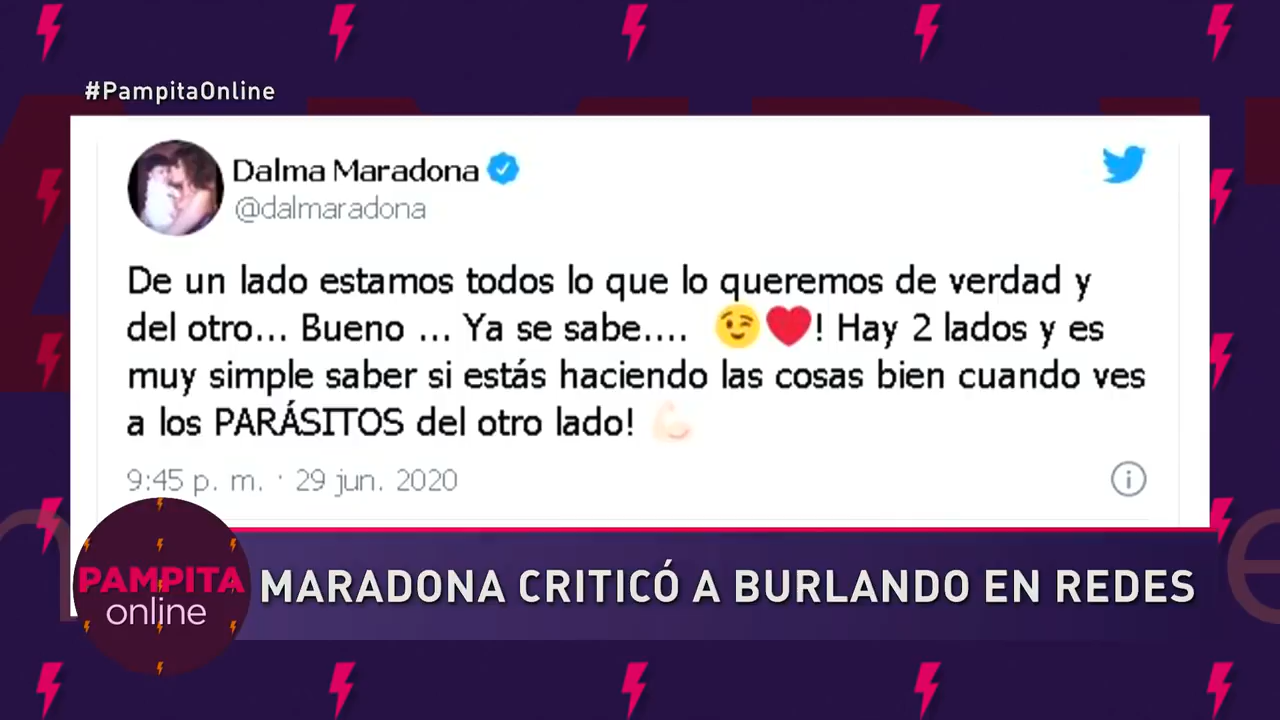 #PampitaOnline
Dalma Maradona
@dalmaradona
De un lado estamos todos lo que lo queremos de verdad y
del otro... Bueno ... Ya se sabe.... 😉❤️! Hay 2 lados y es
muy simple saber si estás haciendo las cosas bien cuando ves
a los PARÁSITOS del otro lado! 💪🏻
9:45 p. m. · 29 jun. 2020
PAMPITA
online
MARADONA CRITICÓ A BURLANDO EN REDES